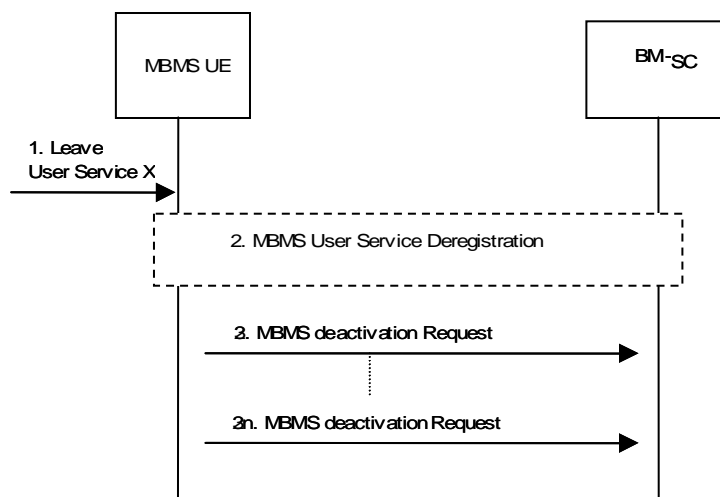 MBMS UE
BM-SC
1. Leave
User Service X
2. MBMS User Service Deregistration
3. MBMS deactivation Request
3n. MBMS deactivation Request